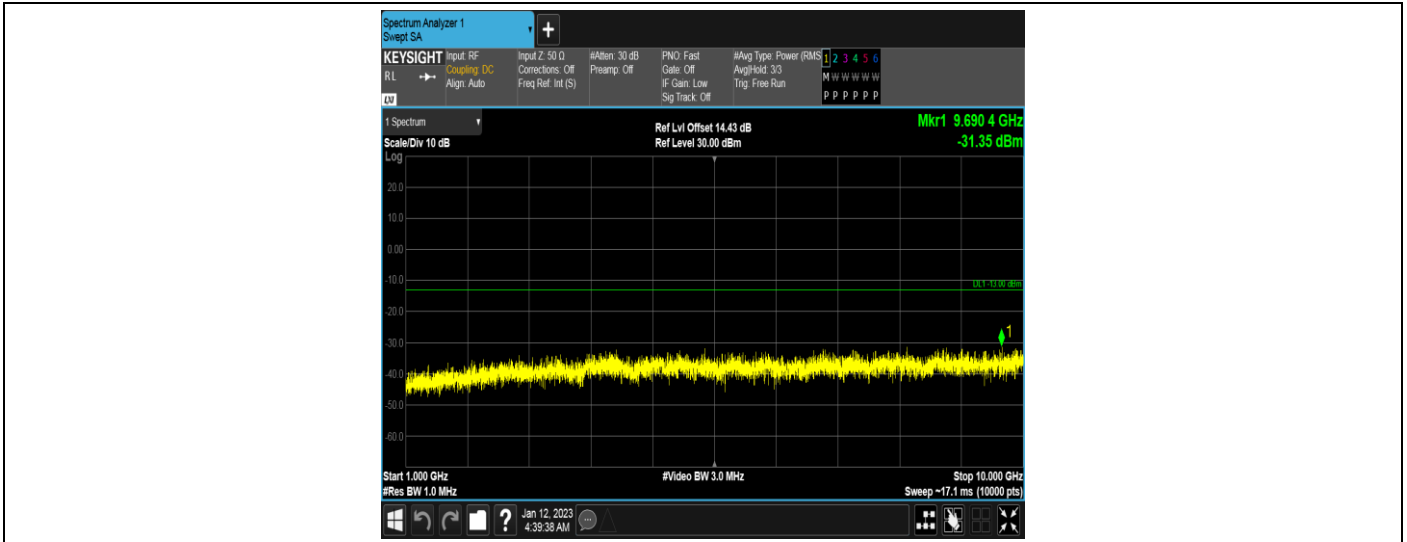 Spectrum Analyzer 1
Swept SA
+
KEYSIGHT
RL
LXI
Input: RF
Coupling: DC
Align: Auto
Input Z: 50 Ω
Corrections: Off
Freq Ref: Int (S)
#Atten: 30 dB
Preamp: Off
PNO: Fast
Gate: Off
IF Gain: Low
Sig Track: Off
#Avg Type: Power (RMS
Avg|Hold: 3/3
Trig: Free Run
1 2 3 4 5 6
M W W W W W
P P P P P P
1 Spectrum
Scale/Div 10 dB
Ref Lvl Offset 14.43 dB
Ref Level 30.00 dBm
Mkr1 9.690 4 GHz
-31.35 dBm
Log
20.0
10.0
0.00
-10.0
DL1 -13.00 dBm
-20.0
1
-30.0
-40.0
-50.0
-60.0
Start 1.000 GHz
#Res BW 1.0 MHz
#Video BW 3.0 MHz
Stop 10.000 GHz
Sweep ~17.1 ms (10000 pts)
?
Jan 12, 2023
4:39:38 AM